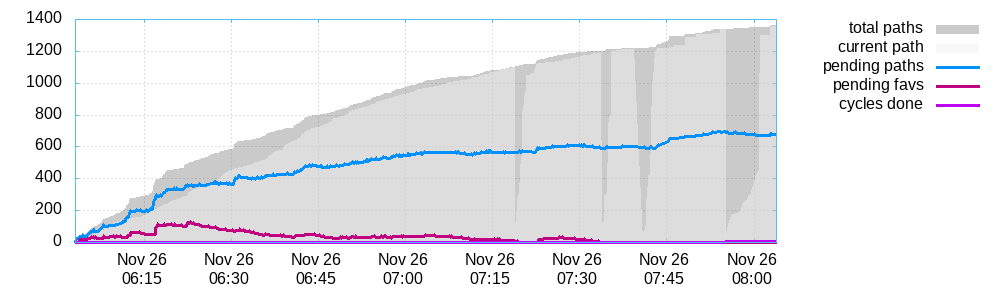 1400
1200
1000
800
600
400
200
0
Nov 26 Nov 26 Nov 26 Nov 26 Nov 26 Nov 26 Nov 26 Nov 26
06:15 06:30 06:45 07:00 07:15 07:30 07:45 08:00
total paths
current path
pending paths
pending favs
cycles done